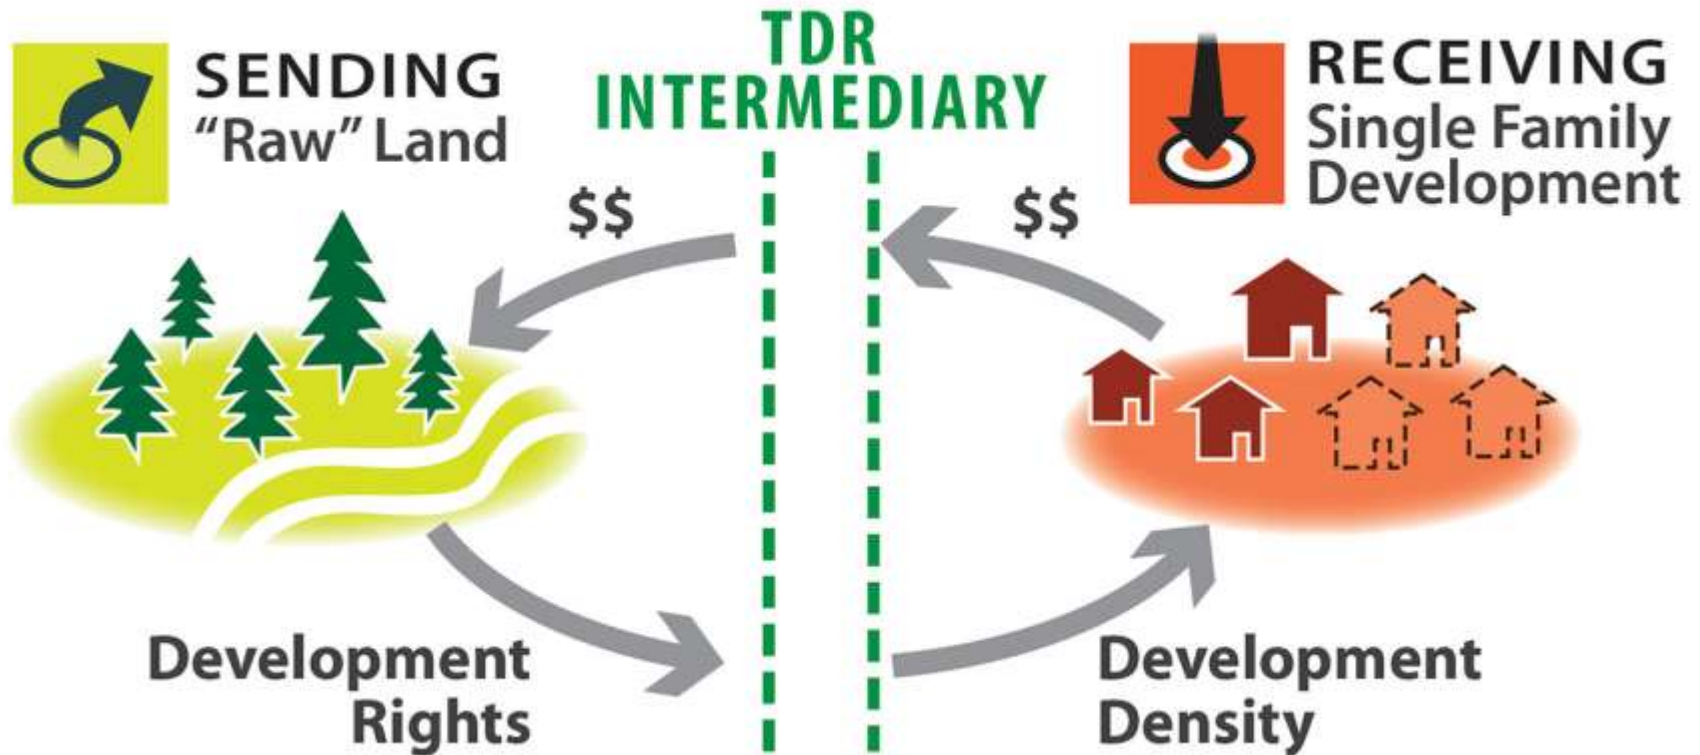 SENDING
“Raw” Land
TDR
INTERMEDIARY
RECEIVING
Single Family
Development
$$
$$
Development
Rights
Development
Density